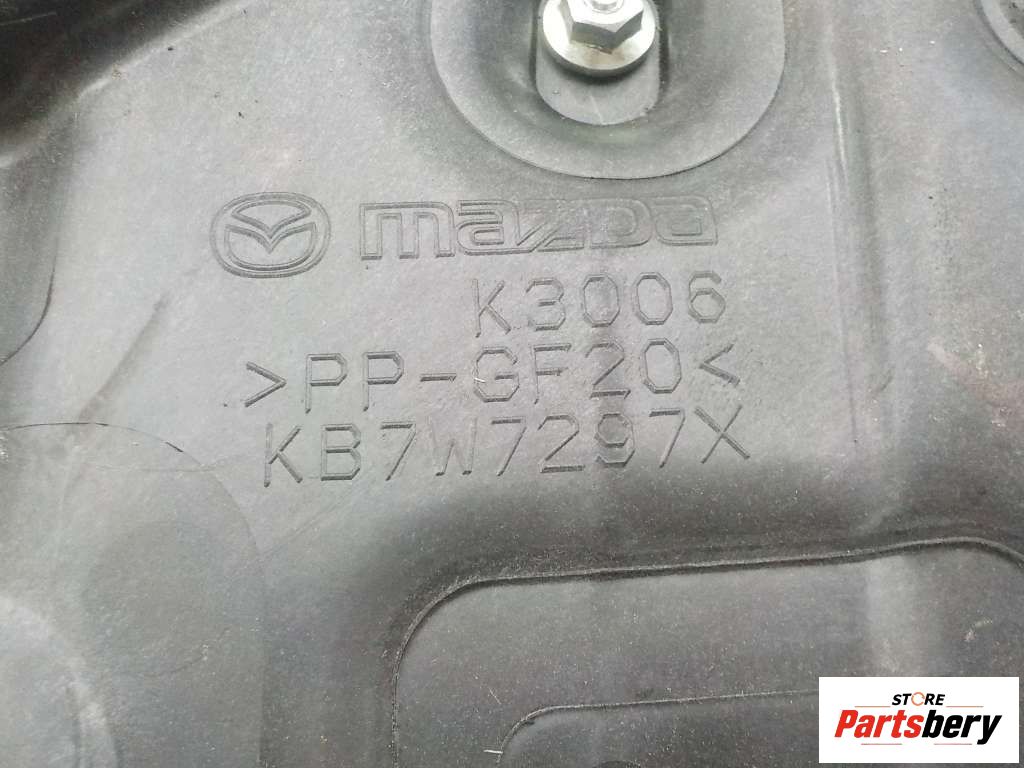 mazda
K3006
>PP-GF20<
KB7W7297X
STORE
Partsbery